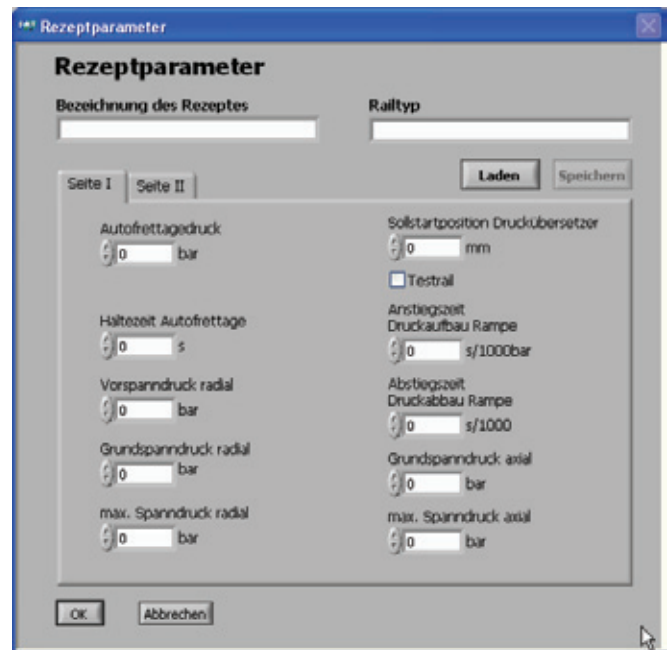 Rezeptparameter
Rezeptparameter
Bezeichnung des Rezeptes
Railtyp
Laden
Speichern
Seite I
Seite II
Autofrettagedruck
0 bar
Haltezeit Autofrettage
0 s
Vorspanndruck radial
0 bar
Grundspanndruck radial
0 bar
max. Spanndruck radial
0 bar
Sollstartposition Druckübersetzer
0 mm
Testrail
Anstiegszeit
Druckaufbau Rampe
0 s/1000bar
Abstiegszeit
Druckabbau Rampe
0 s/1000
Grundspanndruck axial
0 bar
max. Spanndruck axial
0 bar
OK
Abbrechen